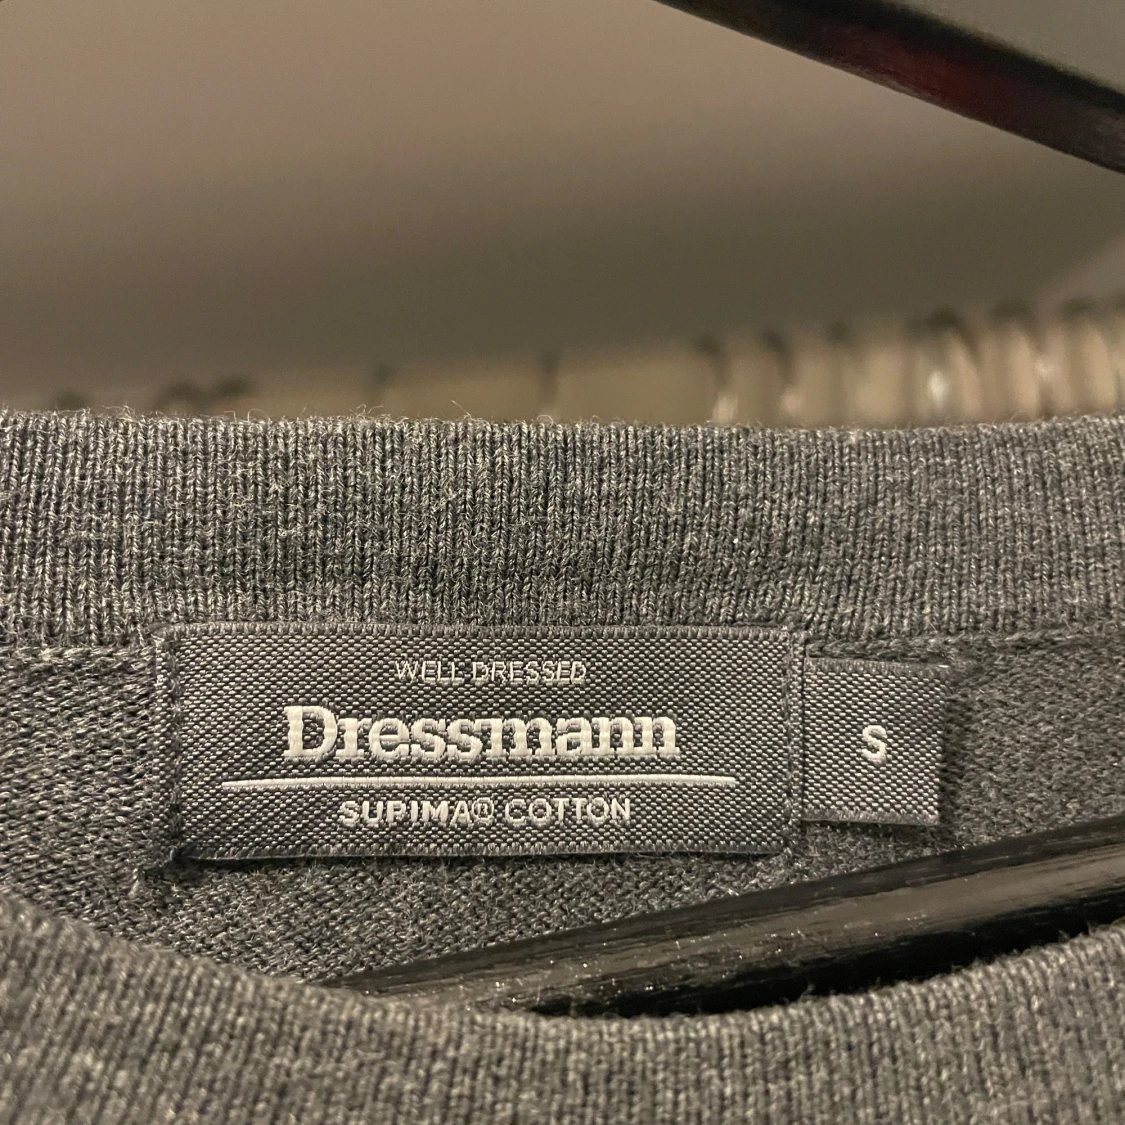 WELL DRESSED
Dressmann
SUPIMA® COTTON
S